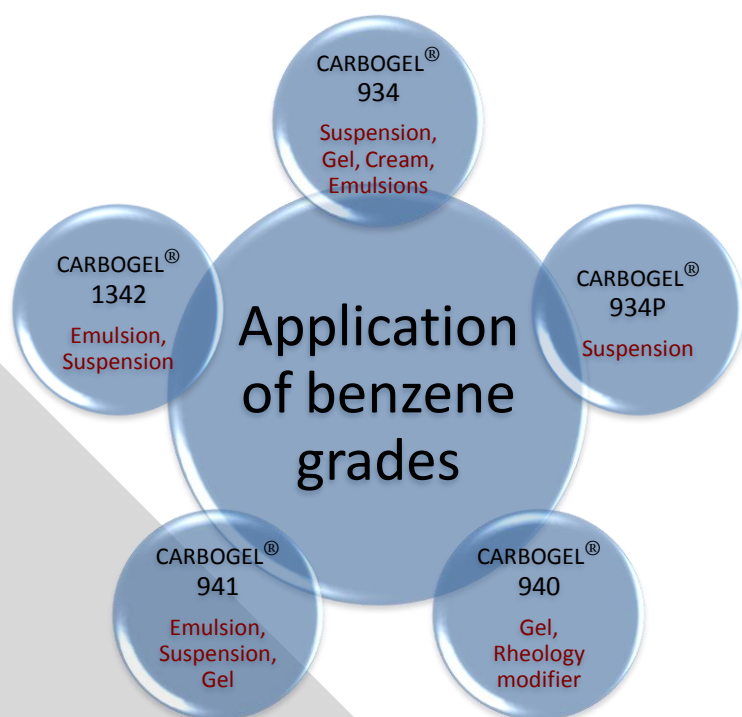 CARBOGEL®
934
Suspension,
Gel, Cream,
Emulsions
CARBOGEL®
1342
Emulsion,
Suspension
Application
of benzene
grades
CARBOGEL®
934P
Suspension
CARBOGEL®
941
Emulsion,
Suspension,
Gel
CARBOGEL®
940
Gel,
Rheology
modifier